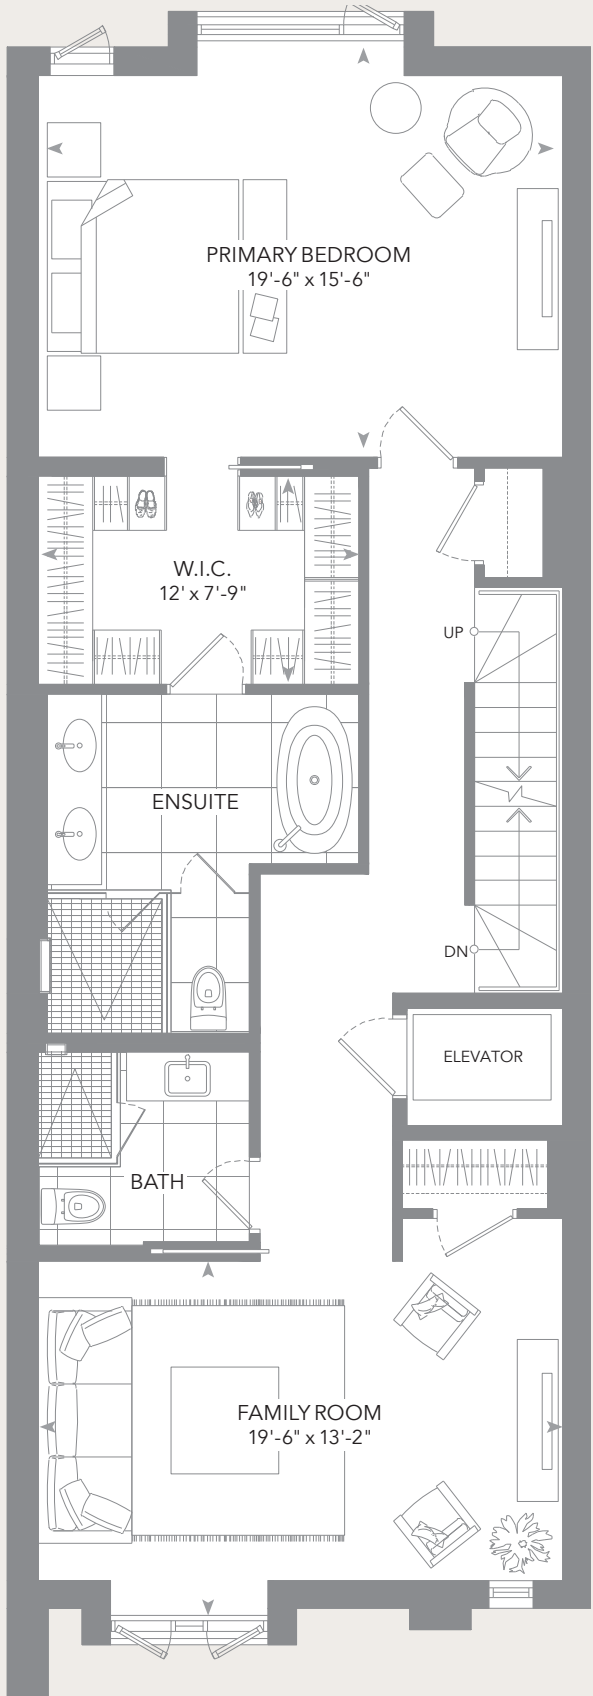 PRIMARY BEDROOM
19'-6" x 15'-6"
W.I.C.
12' x 7'-9"
UP
ENSUITE
DN
ELEVATOR
BATH
FAMILY ROOM
19'-6" x 13'-2"